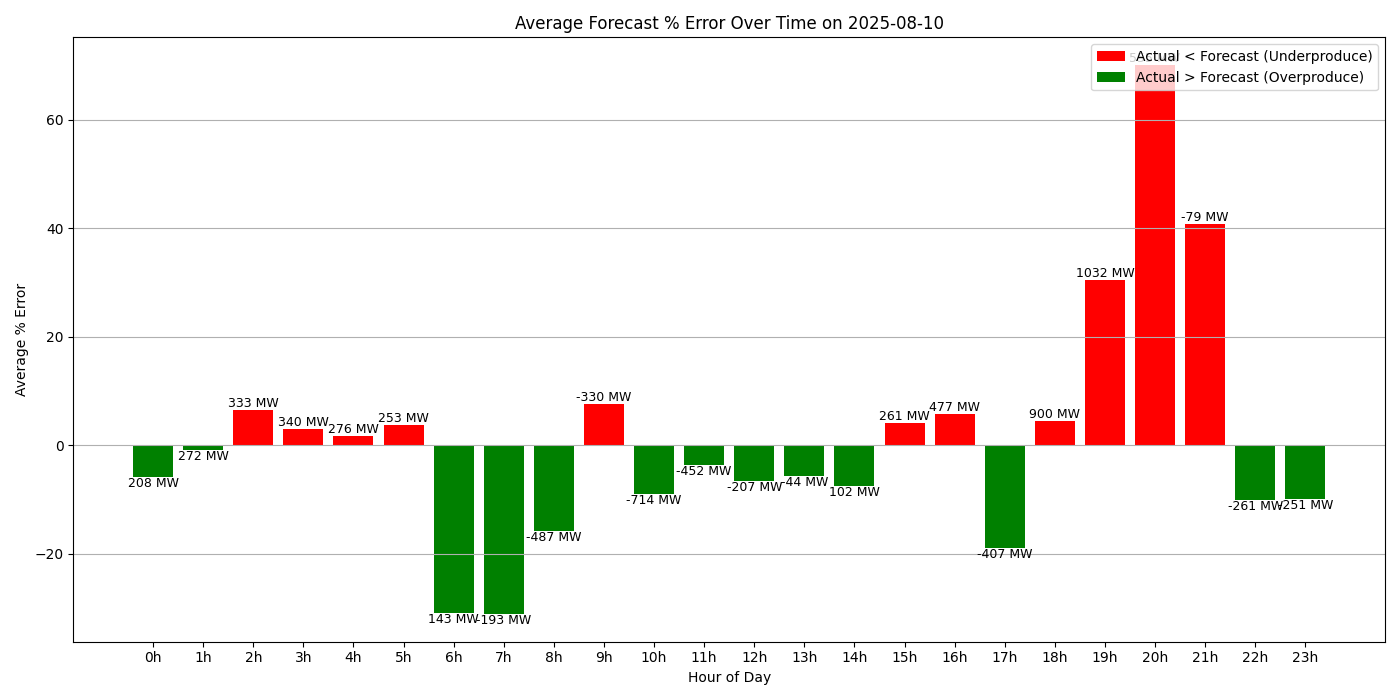 Average Forecast % Error Over Time on 2025-08-10
Actual < Forecast (Underproduce)
Actual > Forecast (Overproduce)
Average % Error
60
40
20
0
−20
208 MW
272 MW
333 MW
340 MW
276 MW
253 MW
143 MW
-193 MW
-487 MW
-330 MW
-714 MW
-452 MW
-207 MW
-44 MW
102 MW
261 MW
477 MW
-407 MW
900 MW
1032 MW
-79 MW
-261 MW
-251 MW
0h 1h 2h 3h 4h 5h 6h 7h 8h 9h 10h 11h 12h 13h 14h 15h 16h 17h 18h 19h 20h 21h 22h 23h
Hour of Day